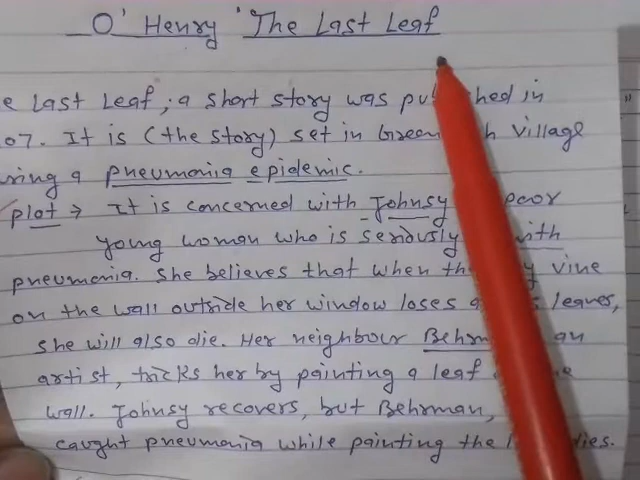 O' Henry 'The Last Leaf
e Last Leaf, a short story was pu hed in
07. It is (the story) set in Green h Village
ring a pneumonia epidemic.
plot → It is concerned with Johnsy poor
young woman who is seriously with
pneumonia. She believes that when th y vine
on the wall outside her window loses leaves,
she will also die. Her neighbour Behrm an
artist, tricks her by painting a leaf e
wall. Johnsy recovers, but Behrman,
caught pneumonia while painting the l dies.